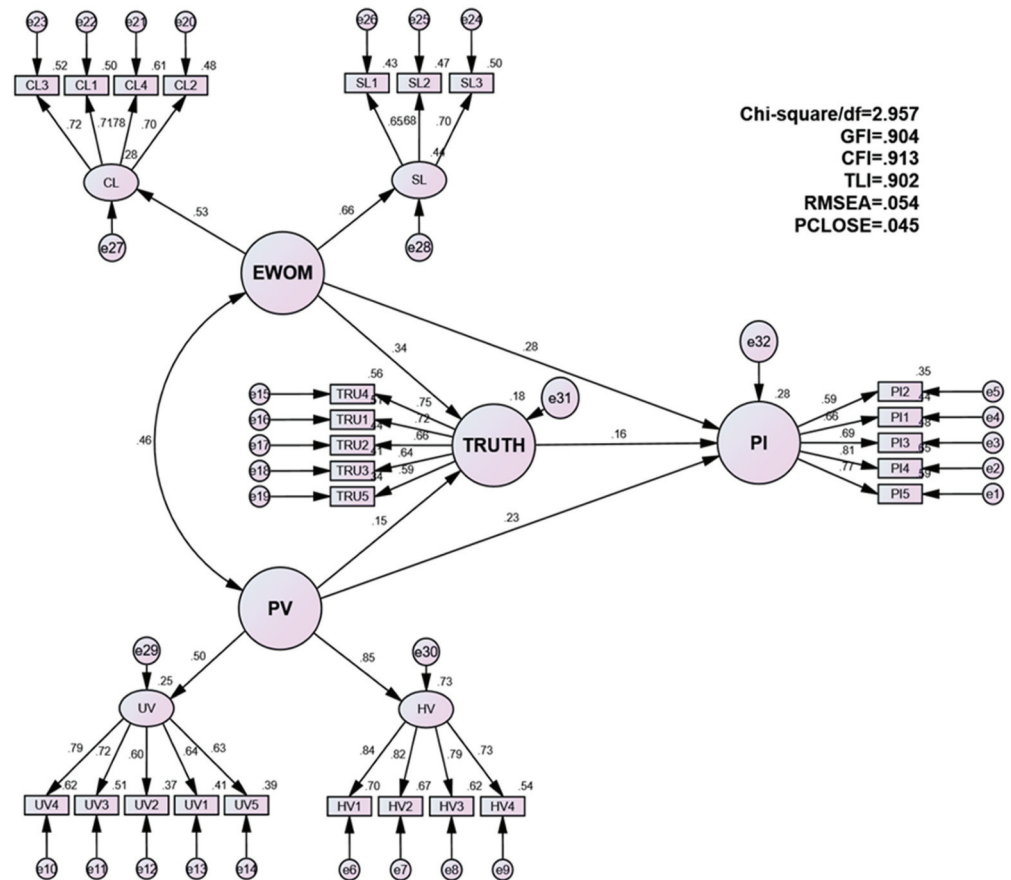 e23 e22 e21 e20
.52 .50 .61 .48
CL3 CL1 CL4 CL2
.72 .71 .78 .70
.28
CL
e27
e26 e25 e24
.43 .47 .50
SL1 SL2 SL3
.65 .68 .70
.44
SL
e28
Chi-square/df=2.957
GFI=.904
CFI=.913
TLI=.902
RMSEA=.054
PCLOSE=.045
.53 .66
EWOM
.34 .28
.46
e32
.28
PI
.56
e15 TRU4 .75
e16 TRU1 .72
e17 TRU2 .66
e18 TRU3 .64
e19 TRU5 .59
.18 e31
TRUTH
.16
.35
.59 PI2 e5
.66 PI1 e4
.69 PI3 e3
.81 PI4 e2
.77 PI5 e1
.15 .23
PV
.50 .85
e29 e30
.25 .73
UV HV
.79 .72 .60 .64 .63
.62 .51 .37 .41 .39
UV4 UV3 UV2 UV1 UV5
e10 e11 e12 e13 e14
.84 .82 .79 .73
.70 .67 .62 .54
HV1 HV2 HV3 HV4
e6 e7 e8 e9